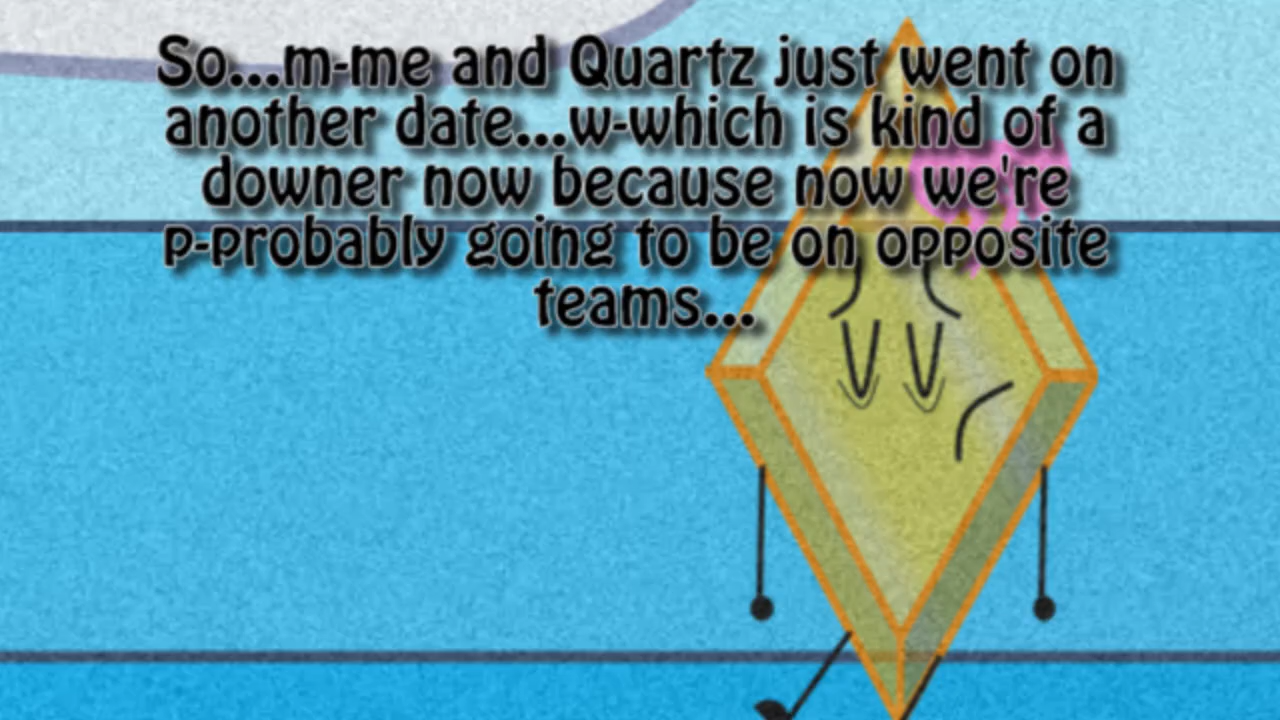 So...m-me and Quartz just went on
another date...w-which is kind of a
downer now because now we're
p-probably going to be on opposite
teams...